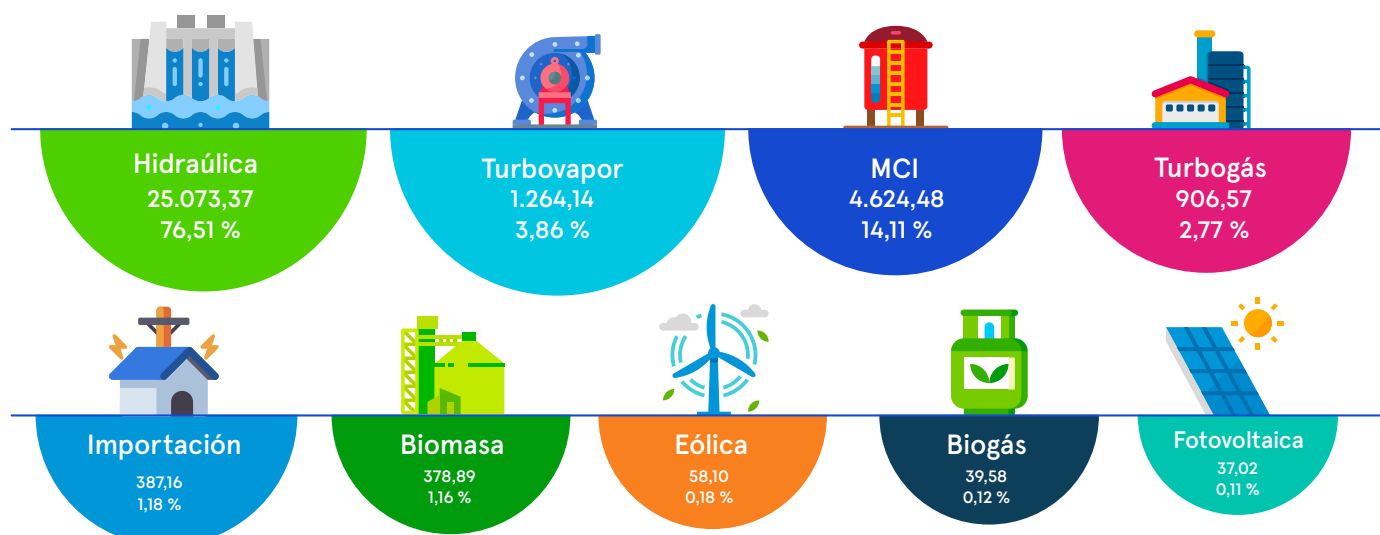 Hidraúlica
25.073,37
76,51 %
Turbovapor
1.264,14
3,86 %
MCI
4.624,48
14,11 %
Turbogás
906,57
2,77 %
Importación
387,16
1,18 %
Biomasa
378,89
1,16 %
Eólica
58,10
0,18 %
Biogás
39,58
0,12 %
Fotovoltaica
37,02
0,11 %